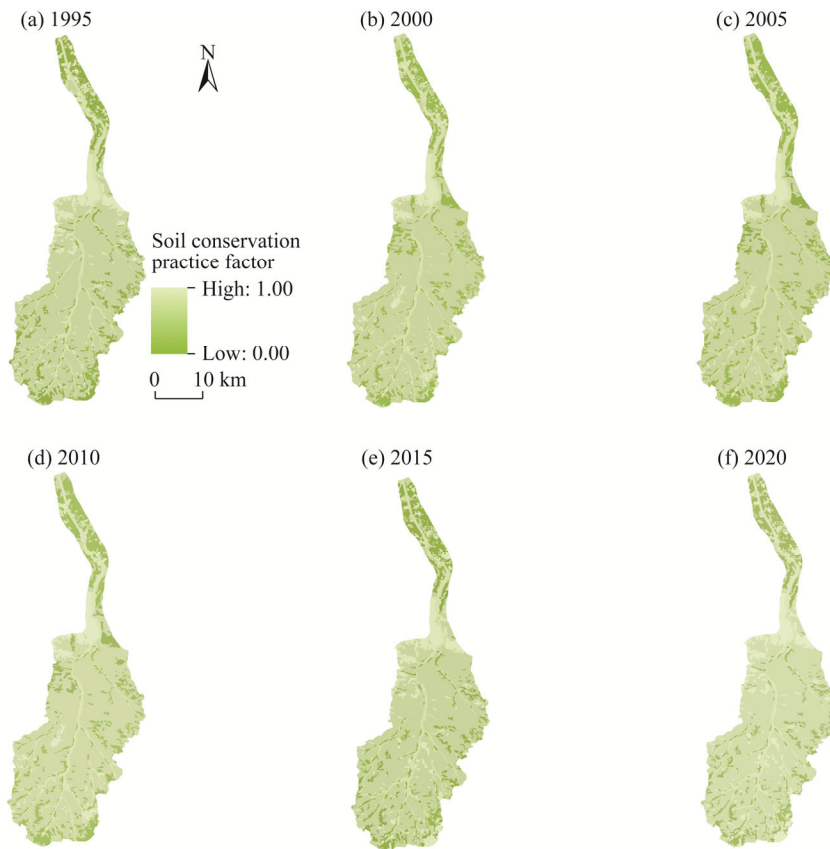 (a) 1995
(b) 2000
(c) 2005
N
Soil conservation
practice factor
High: 1.00
Low: 0.00
0 10 km
(d) 2010
(e) 2015
(f) 2020